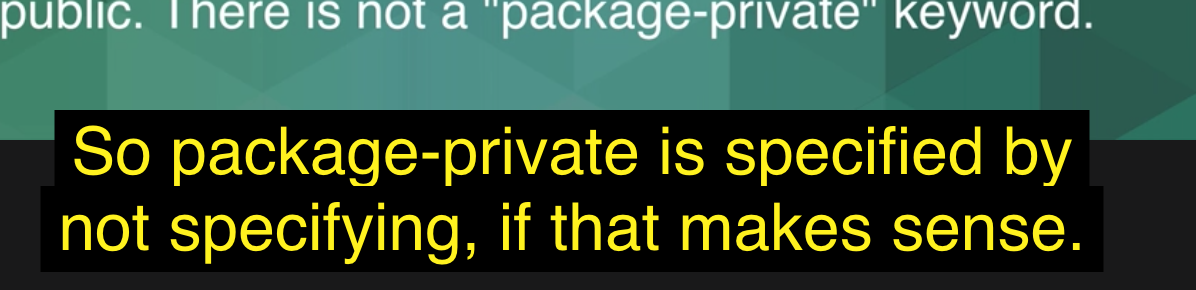 public. There is not a "package-private" keyword.
So package-private is specified by
not specifying, if that makes sense.